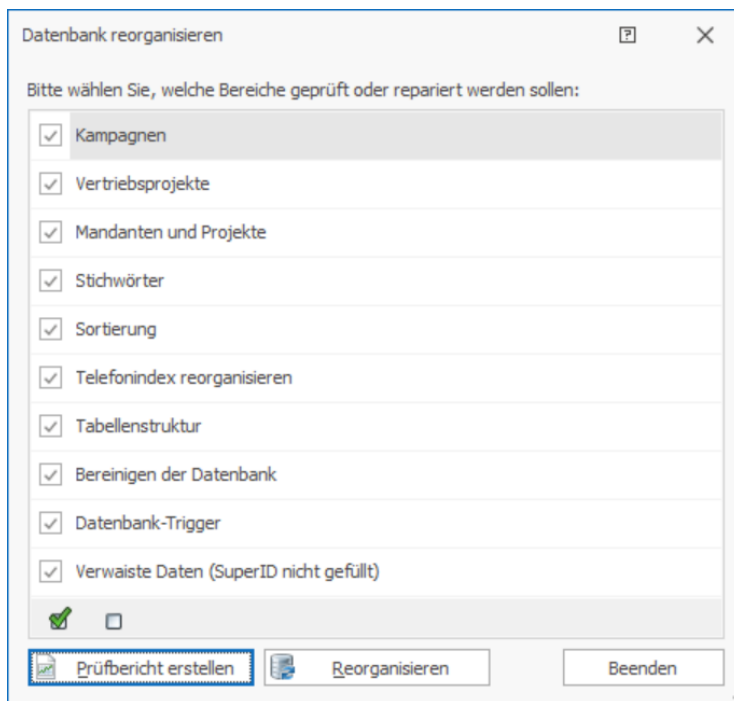 Datenbank reorganisieren
Bitte wählen Sie, welche Bereiche geprüft oder repariert werden sollen:
Kampagnen
Vertriebsprojekte
Mandanten und Projekte
Stichwörter
Sortierung
Telefonindex reorganisieren
Tabellenstruktur
Bereinigen der Datenbank
Datenbank-Trigger
Verwaiste Daten (SuperID nicht gefüllt)
Prüfbericht erstellen Reorganisieren Beenden